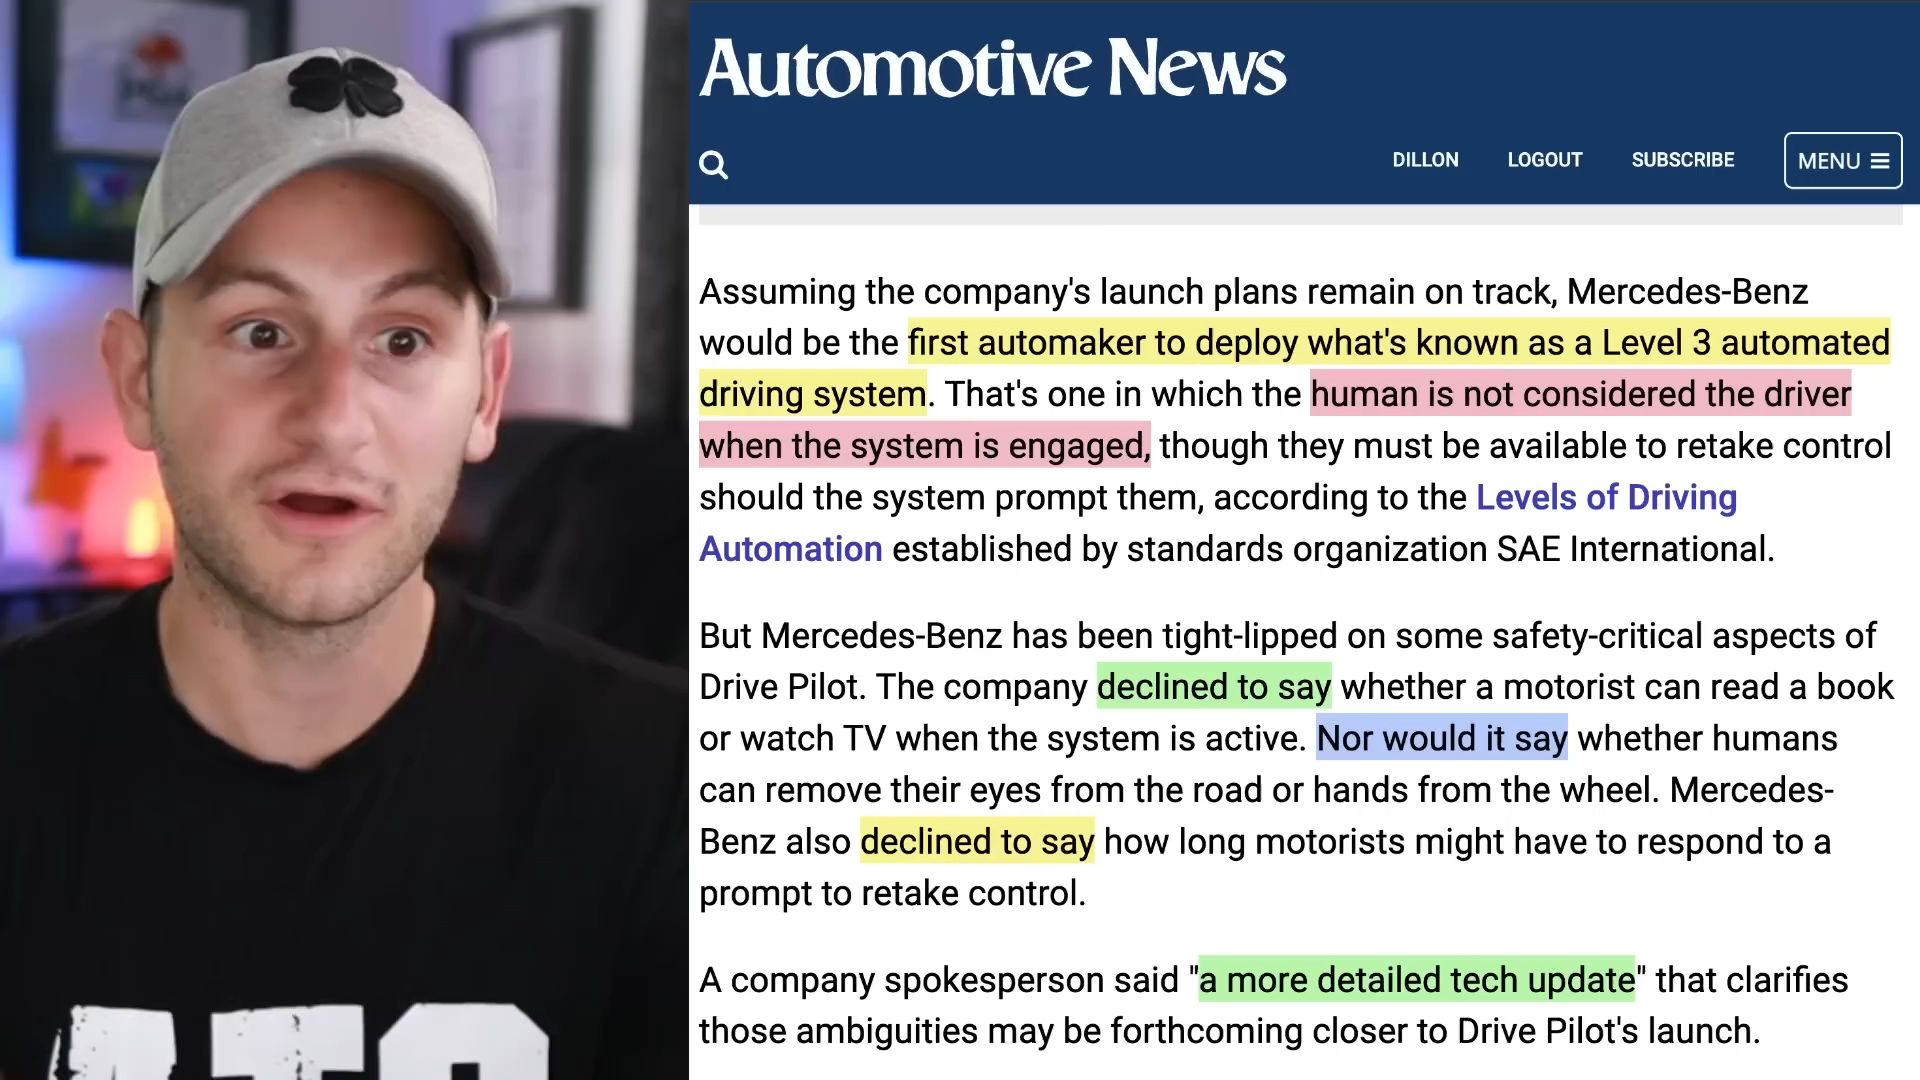 Automotive News
DILLON LOGOUT SUBSCRIBE MENU
Assuming the company's launch plans remain on track, Mercedes-Benz
would be the first automaker to deploy what's known as a Level 3 automated
driving system. That's one in which the human is not considered the driver
when the system is engaged, though they must be available to retake control
should the system prompt them, according to the Levels of Driving
Automation established by standards organization SAE International.
But Mercedes-Benz has been tight-lipped on some safety-critical aspects of
Drive Pilot. The company declined to say whether a motorist can read a book
or watch TV when the system is active. Nor would it say whether humans
can remove their eyes from the road or hands from the wheel. Mercedes-
Benz also declined to say how long motorists might have to respond to a
prompt to retake control.
A company spokesperson said "a more detailed tech update" that clarifies
those ambiguities may be forthcoming closer to Drive Pilot's launch.